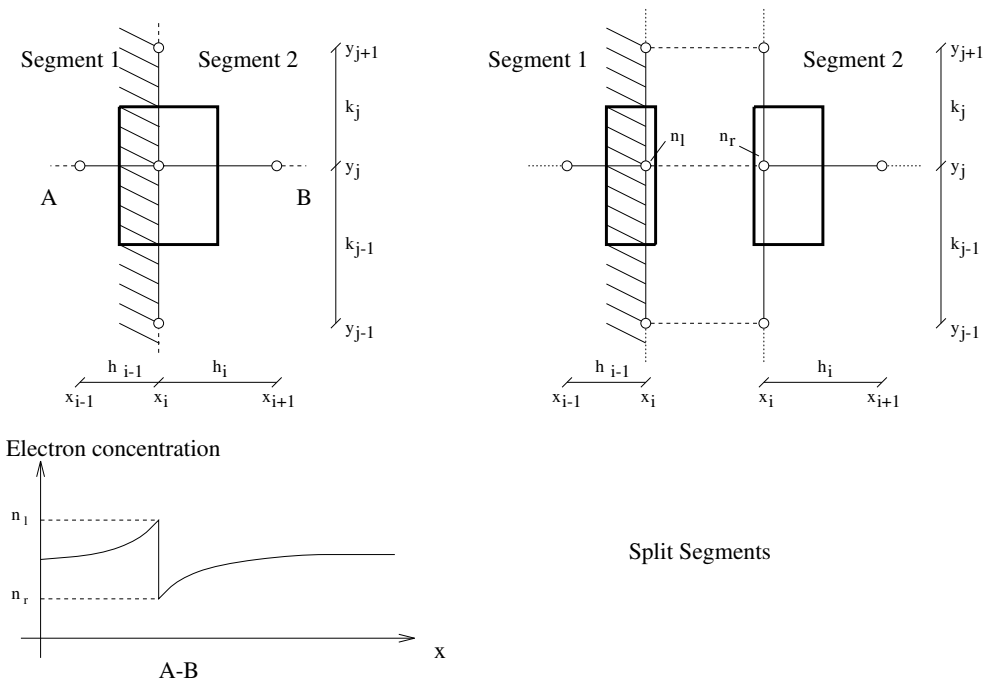 Segment 1
Segment 2
y_{j+1}
k_j
y_j
k_{j-1}
y_{j-1}
A
B
h_{i-1}
h_i
x_{i-1}
x_i
x_{i+1}
Segment 1
Segment 2
n_l
n_r
y_{j+1}
k_j
y_j
k_{j-1}
y_{j-1}
h_{i-1}
h_i
x_{i-1}
x_i
x_i
x_{i+1}
Electron concentration
n_l
n_r
x
A-B
Split Segments